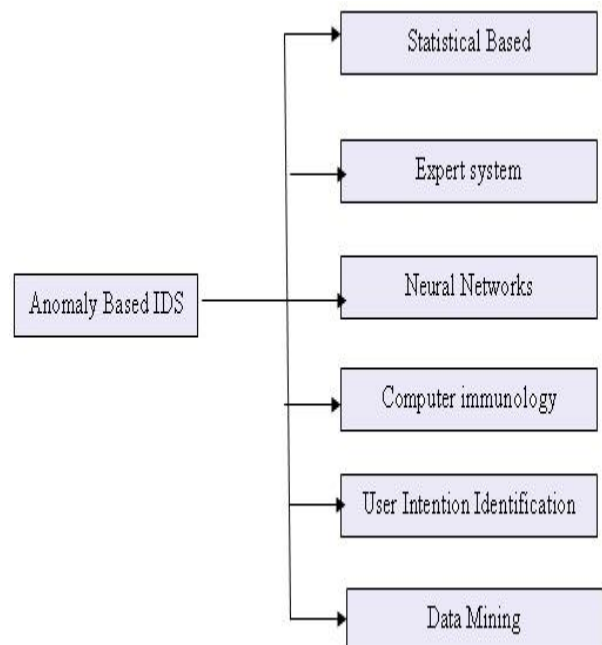 Statistical Based
Expert system
Anomaly Based IDS
Neural Networks
Computer immunology
User Intention Identification
Data Mining